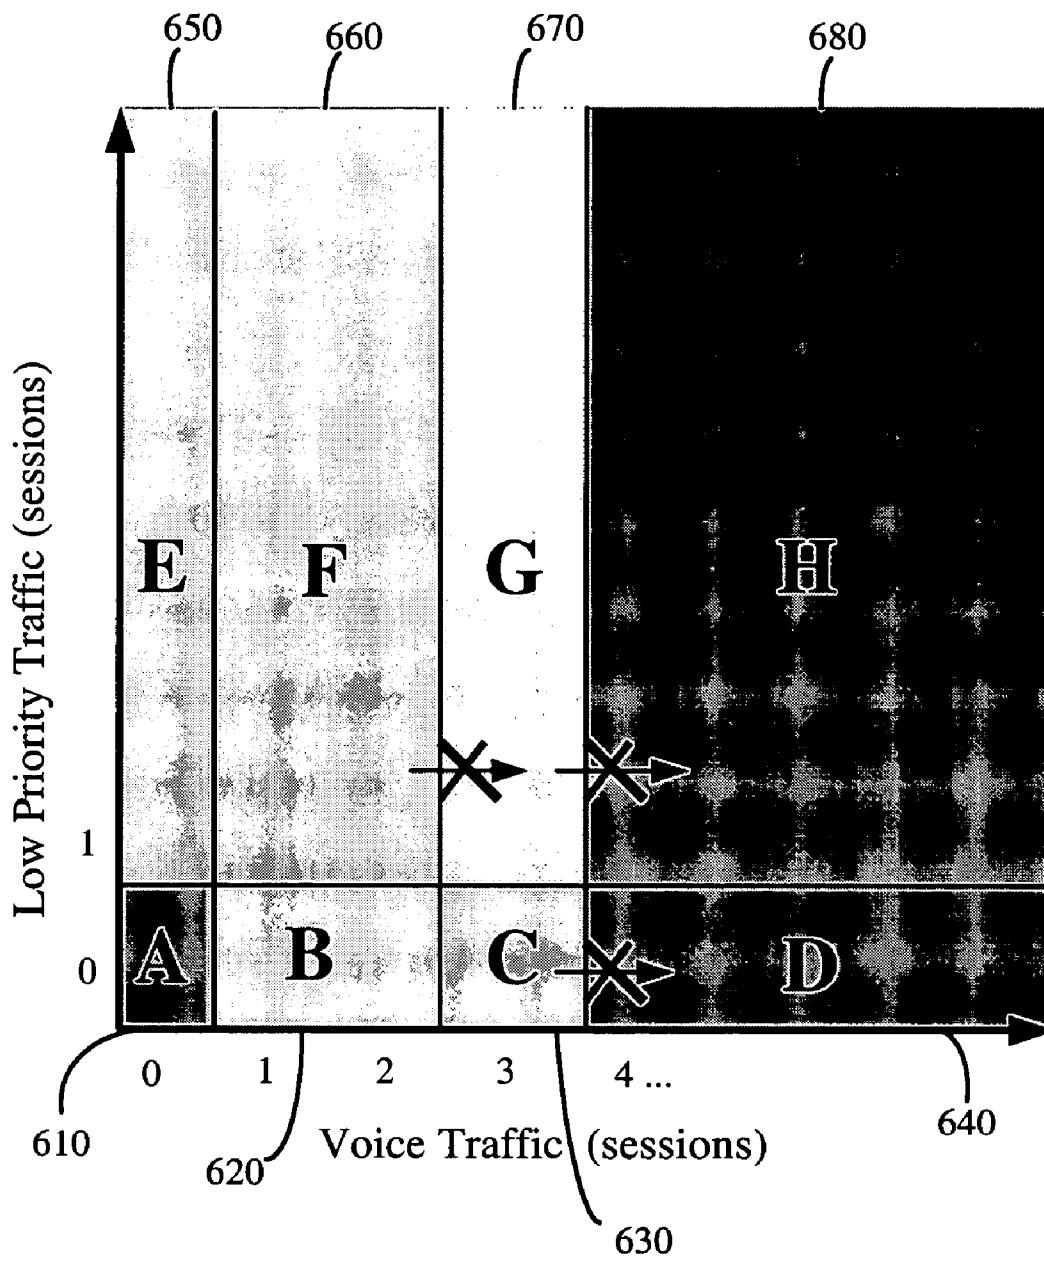 650 660 670 680
Low Priority Traffic (sessions)
E F G H
1
A B C D
0
0 1 2 3 4 ...
610 640
Voice Traffic (sessions)
620
630